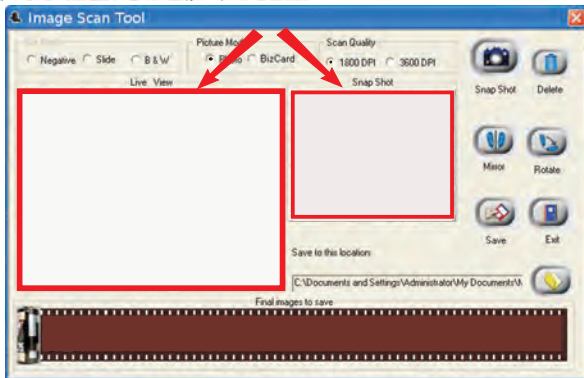 Image Scan Tool
Picture Mo
Scan Quality
Negative
Slide
B & W
BizCard
1800 DPI
3600 DPI
Live View
Snap Shot
Snap Shot
Delete
Mirror
Rotate
Save
Exit
Save to this location
C:\Documents and Settings\Administrator\My Documents\
Final images to save